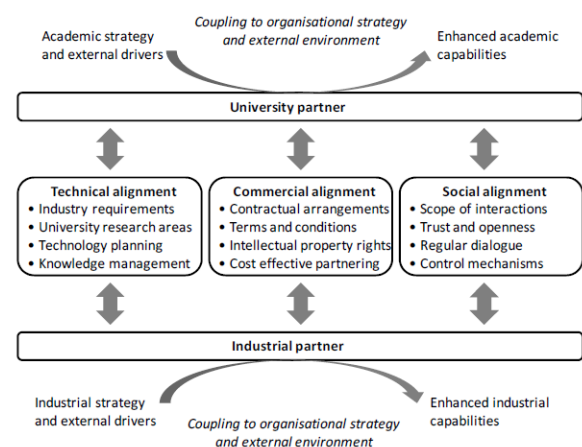 Coupling to organisational strategy
and external environment
Academic strategy
and external drivers
Enhanced academic
capabilities
University partner
Technical alignment
• Industry requirements
• University research areas
• Technology planning
• Knowledge management
Commercial alignment
• Contractual arrangements
• Terms and conditions
• Intellectual property rights
• Cost effective partnering
Social alignment
• Scope of interactions
• Trust and openness
• Regular dialogue
• Control mechanisms
Industrial partner
Industrial strategy
and external drivers
Enhanced industrial
capabilities
Coupling to organisational strategy
and external environment